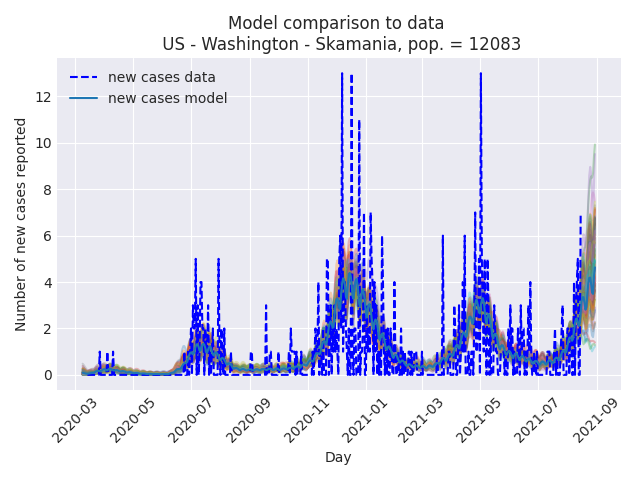 Model comparison to data
US - Washington - Skamania, pop. = 12083
new cases data
new cases model
Number of new cases reported
12
10
8
6
4
2
0
2020-03
2020-05
2020-07
2020-09
2020-11
2021-01
2021-03
2021-05
2021-07
2021-09
Day